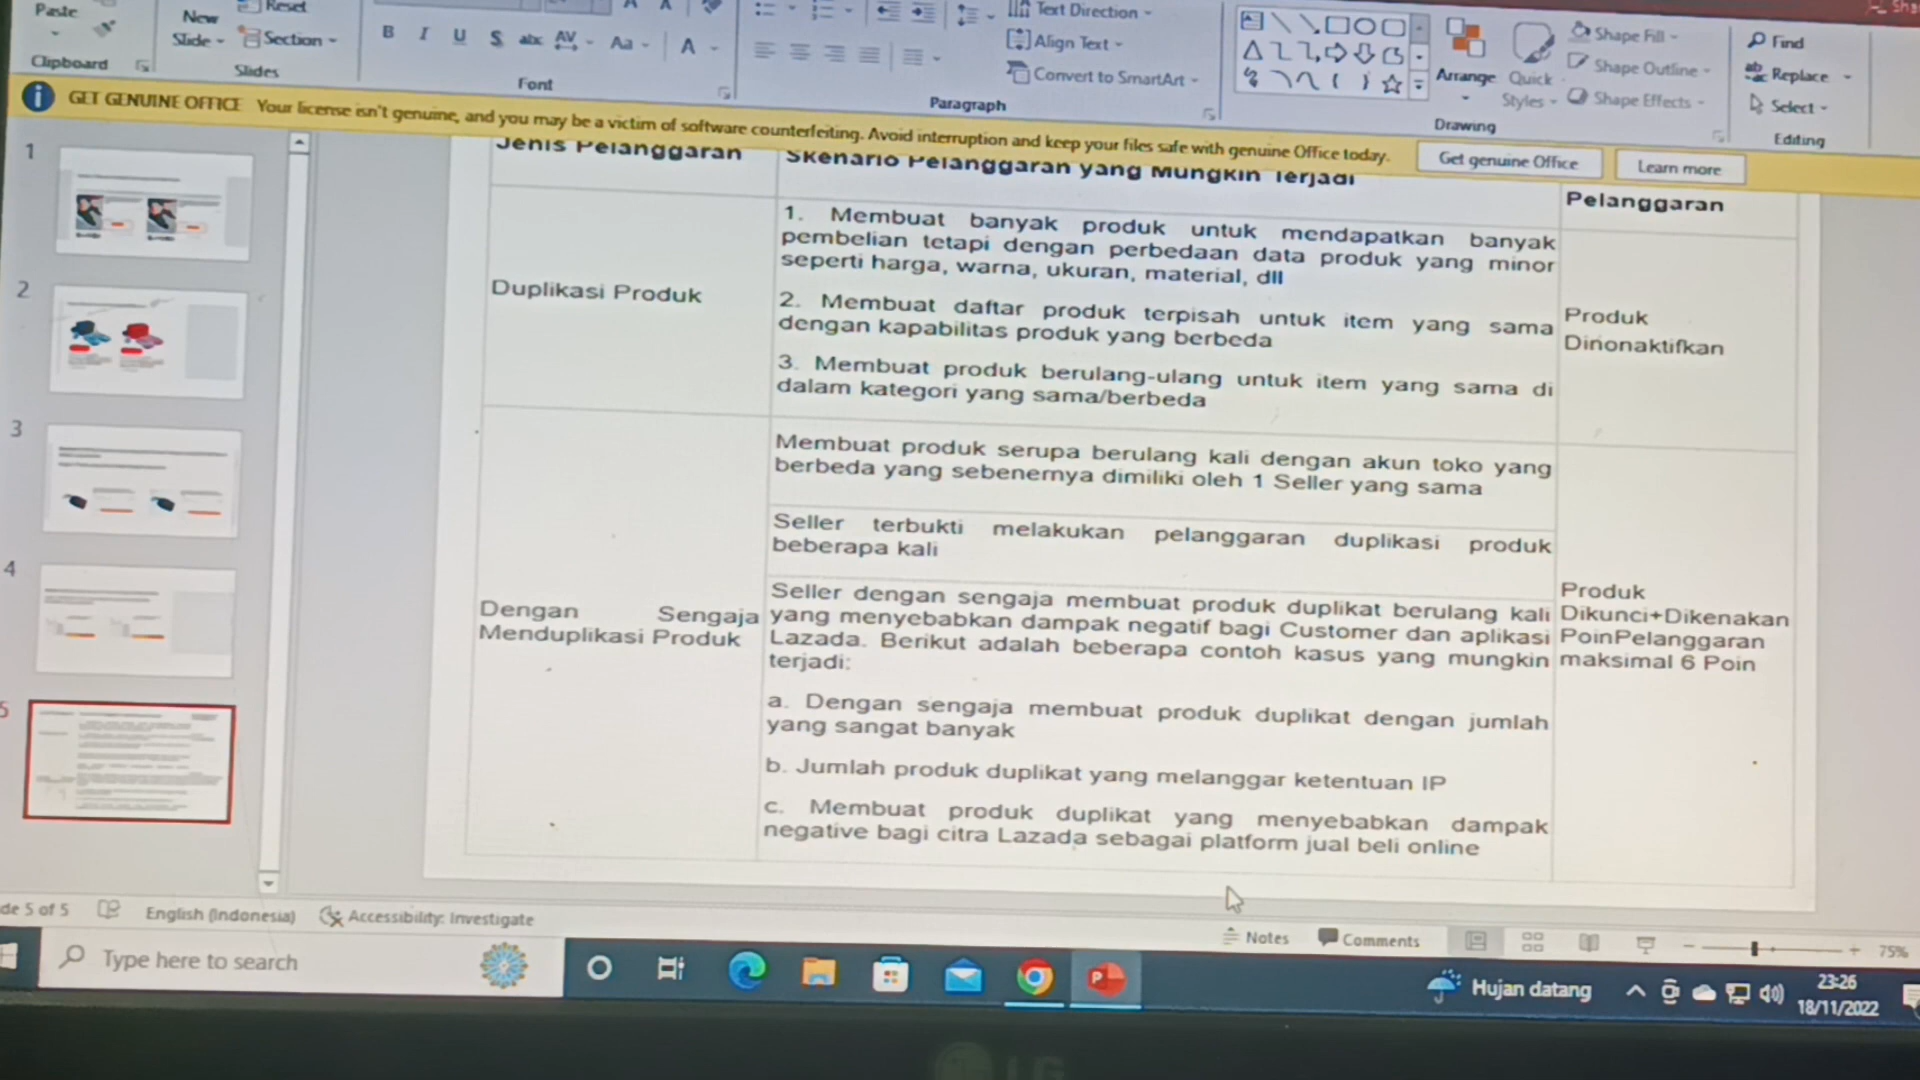 Paste
New
Slide
Reset
Section
Clipboard
Slides
B I U S abc AV Aa A
Font
Text Direction
Align Text
Convert to SmartArt
Paragraph
Arrange
Quick
Styles
Shape Fill
Shape Outline
Shape Effects
Drawing
Find
Replace
Select
Editing
GET GENUINE OFFICE Your license isn't genuine, and you may be a victim of software counterfeiting. Avoid interruption and keep your files safe with genuine Office today.
Get genuine Office
Learn more
1
2
3
4
5
Jenis Pelanggaran
Skenario Pelanggaran yang Mungkin Terjadi
Pelanggaran
Duplikasi Produk
1. Membuat banyak produk untuk mendapatkan banyak
pembelian tetapi dengan perbedaan data produk yang minor
seperti harga, warna, ukuran, material, dll
2. Membuat daftar produk terpisah untuk item yang sama
dengan kapabilitas produk yang berbeda
3. Membuat produk berulang-ulang untuk item yang sama di
dalam kategori yang sama/berbeda
Produk
Dinonaktifkan
Dengan Sengaja
Menduplikasi Produk
Membuat produk serupa berulang kali dengan akun toko yang
berbeda yang sebenernya dimiliki oleh 1 Seller yang sama
Seller terbukti melakukan pelanggaran duplikasi produk
beberapa kali
Seller dengan sengaja membuat produk duplikat berulang kali
yang menyebabkan dampak negatif bagi Customer dan aplikasi
Lazada. Berikut adalah beberapa contoh kasus yang mungkin
terjadi:
a. Dengan sengaja membuat produk duplikat dengan jumlah
yang sangat banyak
b. Jumlah produk duplikat yang melanggar ketentuan IP
c. Membuat produk duplikat yang menyebabkan dampak
negative bagi citra Lazada sebagai platform jual beli online
Produk
Dikunci+Dikenakan
PoinPelanggaran
maksimal 6 Poin
de 5 of 5
English (Indonesia)
Accessibility: Investigate
Notes
Comments
75%
Type here to search
Hujan datang
23:26
18/11/2022
LG